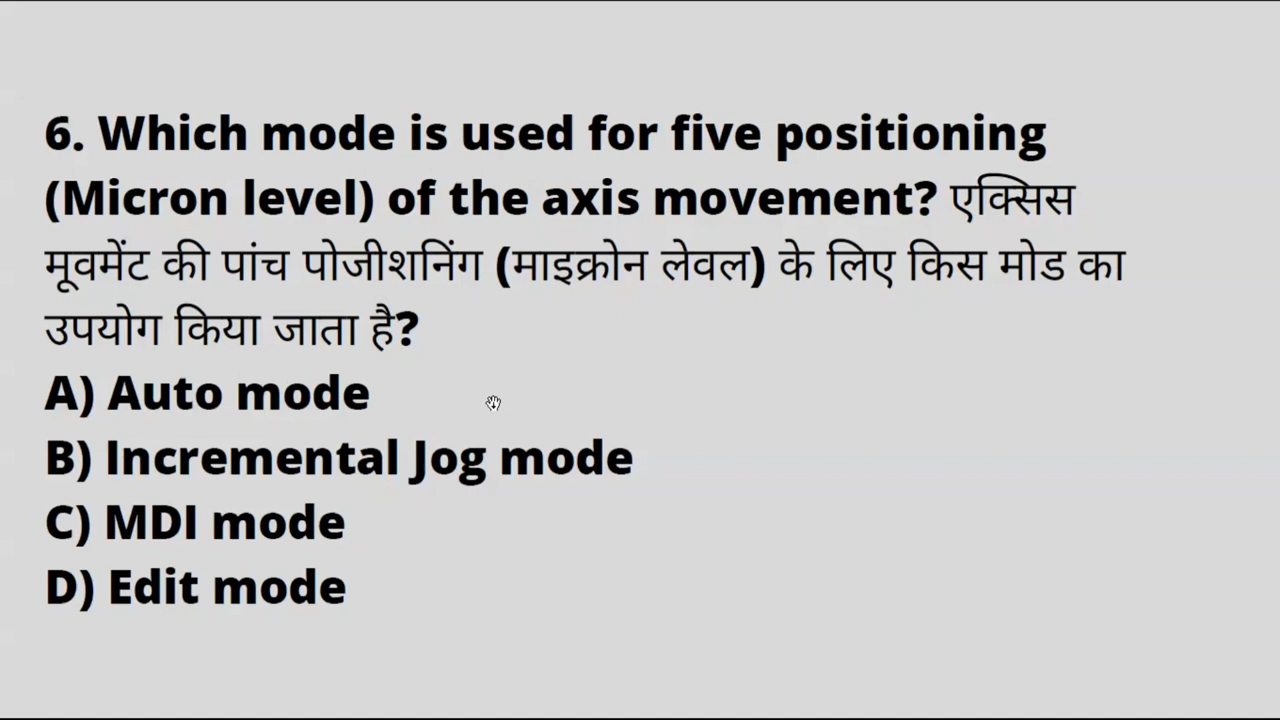 6. Which mode is used for five positioning
(Micron level) of the axis movement? एक्सिस
मूवमेंट की पांच पोजीशनिंग (माइक्रोन लेवल) के लिए किस मोड का
उपयोग किया जाता है?
A) Auto mode
B) Incremental Jog mode
C) MDI mode
D) Edit mode